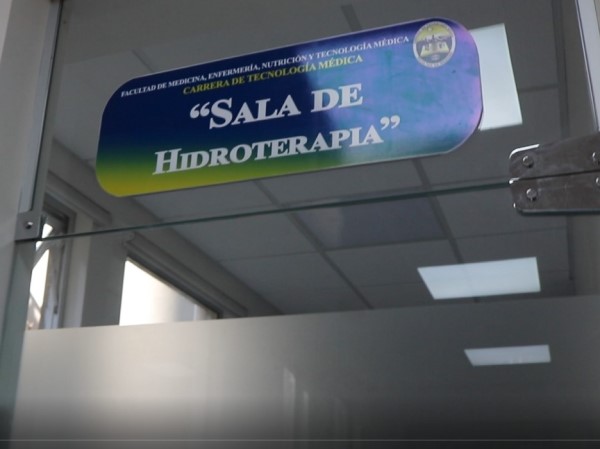 FACULTAD DE MEDICINA, ENFERMERÍA, NUTRICIÓN Y TECNOLOGÍA MÉDICA
CARRERA DE TECNOLOGÍA MÉDICA
“SALA DE
HIDROTERAPIA”